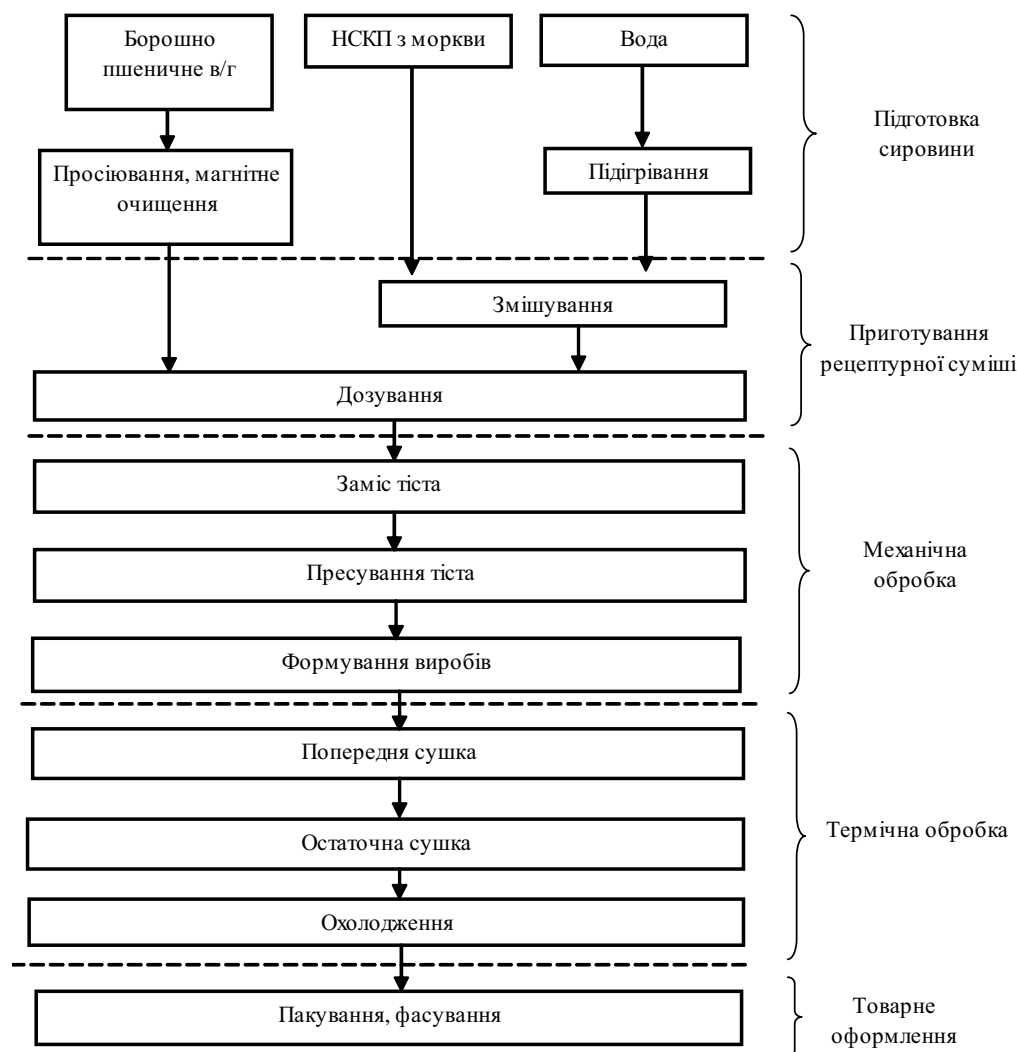 Борошно
пшеничне в/г
НСКП з моркви
Вода
Підготовка
сировини
Просіювання, магнітне
очищення
Підігрівання
Змішування
Приготування
рецептурної суміші
Дозування
Заміс тіста
Механічна
обробка
Пресування тіста
Формування виробів
Попередня сушка
Термічна обробка
Остаточна сушка
Охолодження
Пакування, фасування
Товарне
оформлення